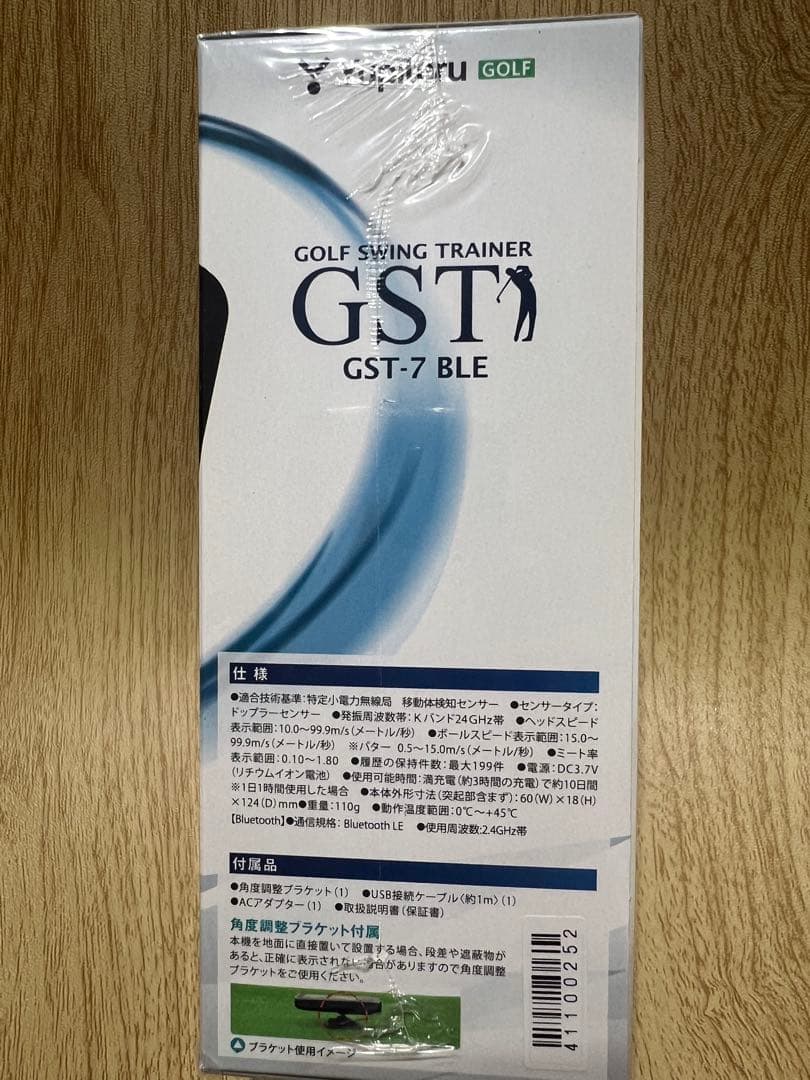 Yupiteru GOLF
GOLF SWING TRAINER
GST
GST-7 BLE
仕 様
●適合技術基準:特定小電力無線局 移動体検知センサー ●センサータイプ:
ドップラーセンサー ●発振周波数帯:Kバンド24GHz帯 ●ヘッドスピード
表示範囲:10.0〜99.9m/s(メートル/秒) ●ボールスピード表示範囲:15.0〜
99.9m/s(メートル/秒) ※パター 0.5〜15.0m/s(メートル/秒) ●ミート率
表示範囲:0.10〜1.80 ●履歴の保持件数:最大199件 ●電源:DC3.7V
(リチウムイオン電池) ●使用可能時間:満充電(約3時間の充電)で約10日間
※1日1時間使用した場合 ●本体外形寸法(突起部含まず):60(W)×18(H)
×124(D)mm●重量:110g ●動作温度範囲:0℃〜+45℃
【Bluetooth】●通信規格:Bluetooth LE ●使用周波数:2.4GHz帯
付属品
●角度調整ブラケット(1) ●USB接続ケーブル〈約1m〉(1)
●ACアダプター(1) ●取扱説明書(保証書)
角度調整ブラケット付属
本機を地面に直接置いて設置する場合、段差や遮蔽物が
あると、正確に表示されない場合がありますので角度調整
ブラケットをご使用ください。
ブラケット使用イメージ
41100252